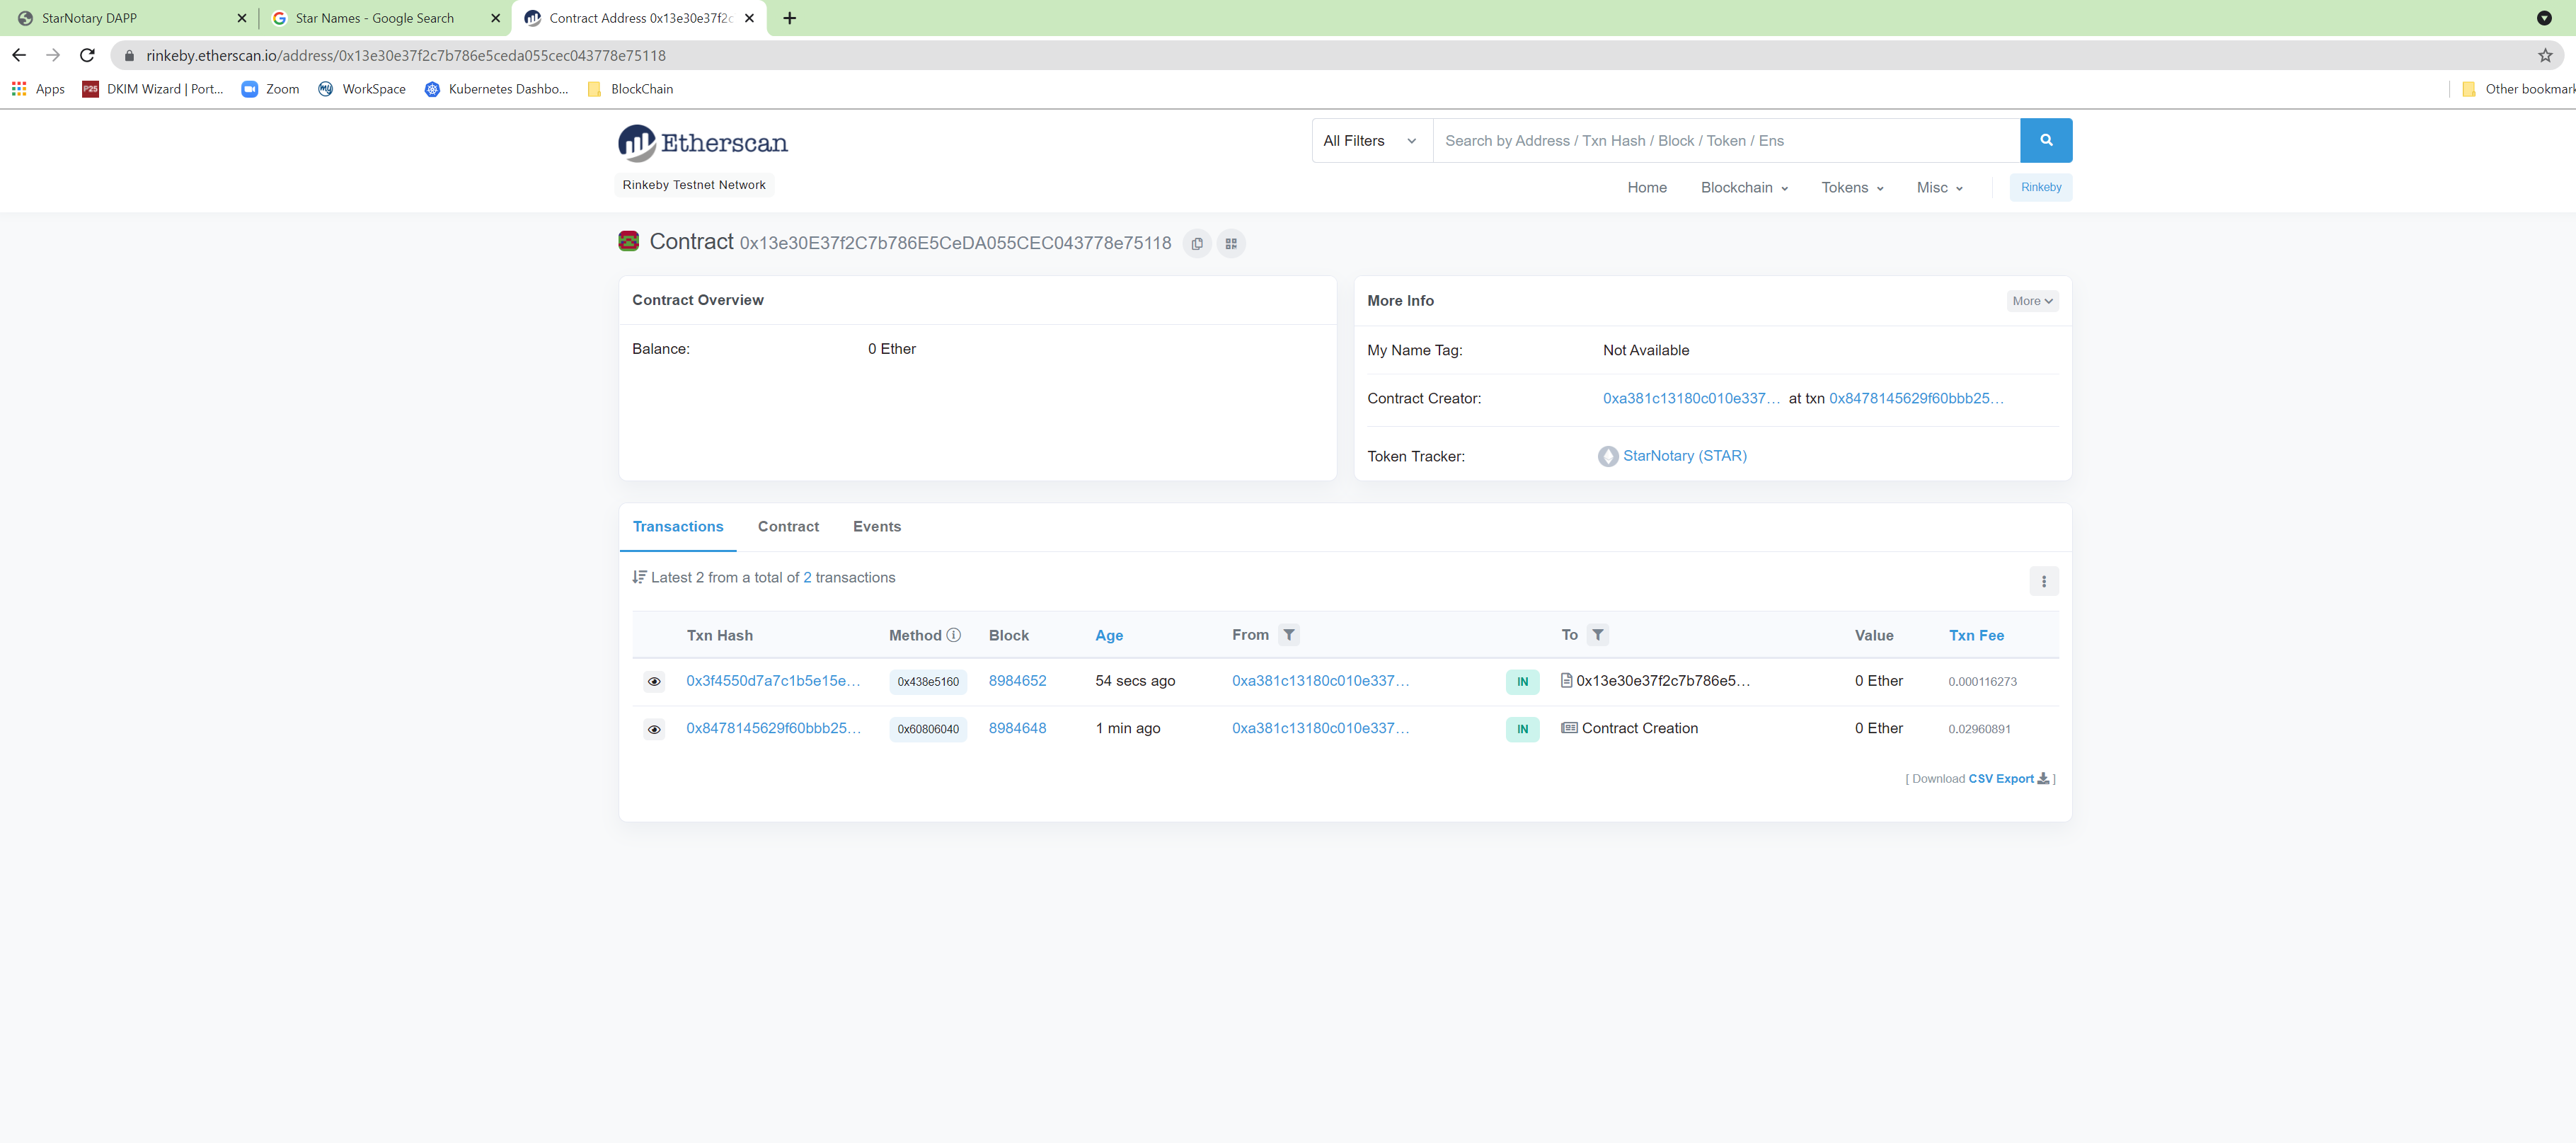 StarNotary DAPP
Star Names - Google Search
Contract Address 0x13e30e37f2c
rinkeby.etherscan.io/address/0x13e30e37f2c7b786e5ceda055cec043778e75118
Apps P25 DKIM Wizard | Port... Zoom WorkSpace Kubernetes Dashbo... BlockChain Other bookmark
Etherscan
All Filters Search by Address / Txn Hash / Block / Token / Ens
Rinkeby Testnet Network
Home Blockchain Tokens Misc Rinkeby
Contract 0x13e30E37f2C7b786E5CeDA055CEC043778e75118
Contract Overview
Balance: 0 Ether
More Info More
My Name Tag: Not Available
Contract Creator: 0xa381c13180c010e337... at txn 0x8478145629f60bbb25...
Token Tracker: StarNotary (STAR)
Transactions Contract Events
Latest 2 from a total of 2 transactions
Txn Hash Method Block Age From To Value Txn Fee
0x3f4550d7a7c1b5e15e... 0x438e5160 8984652 54 secs ago 0xa381c13180c010e337... IN 0x13e30e37f2c7b786e5... 0 Ether 0.000116273
0x8478145629f60bbb25... 0x60806040 8984648 1 min ago 0xa381c13180c010e337... IN Contract Creation 0 Ether 0.02960891
[ Download CSV Export ]